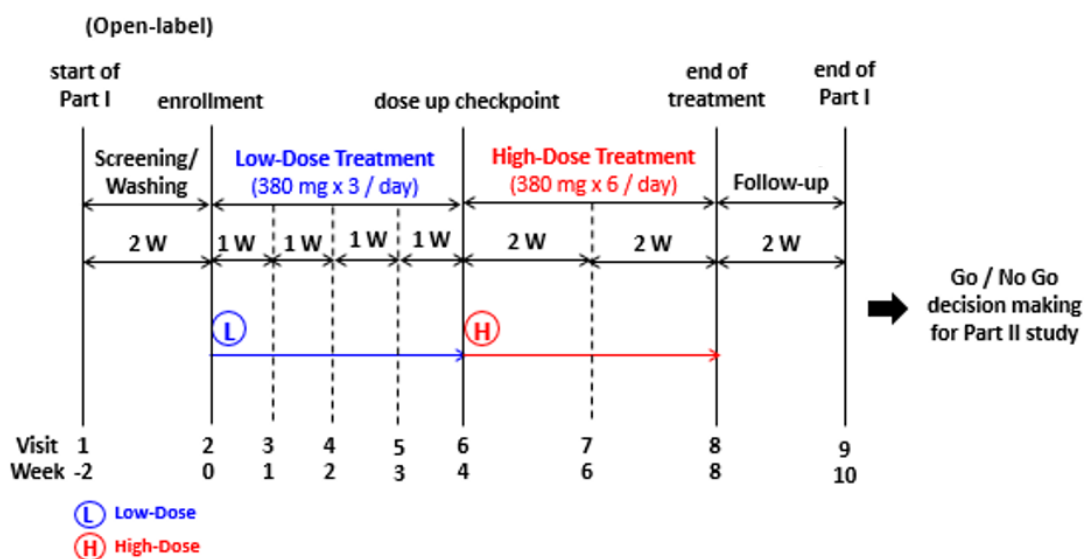 (Open-label)
start of
Part I
enrollment
dose up checkpoint
end of
treatment
end of
Part I
Screening/
Washing
Low-Dose Treatment
(380 mg x 3 / day)
High-Dose Treatment
(380 mg x 6 / day)
Follow-up
2 W 1 W 1 W 1 W 1 W 2 W 2 W 2 W
Go / No Go
decision making
for Part II study
L H
Visit 1 2 3 4 5 6 7 8 9
Week -2 0 1 2 3 4 6 8 10
L Low-Dose
H High-Dose